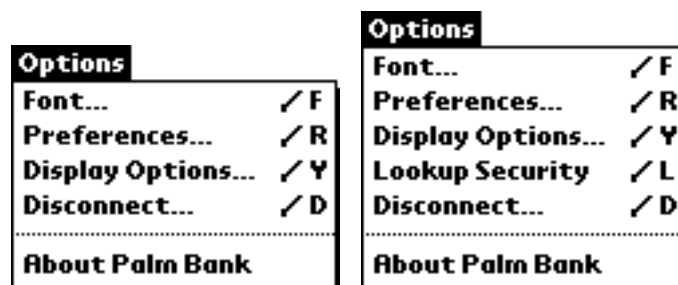 Options
Font... / F
Preferences... / R
Display Options... / Y
Disconnect... / D
About Palm Bank
Options
Font... / F
Preferences... / R
Display Options... / Y
Lookup Security / L
Disconnect... / D
About Palm Bank